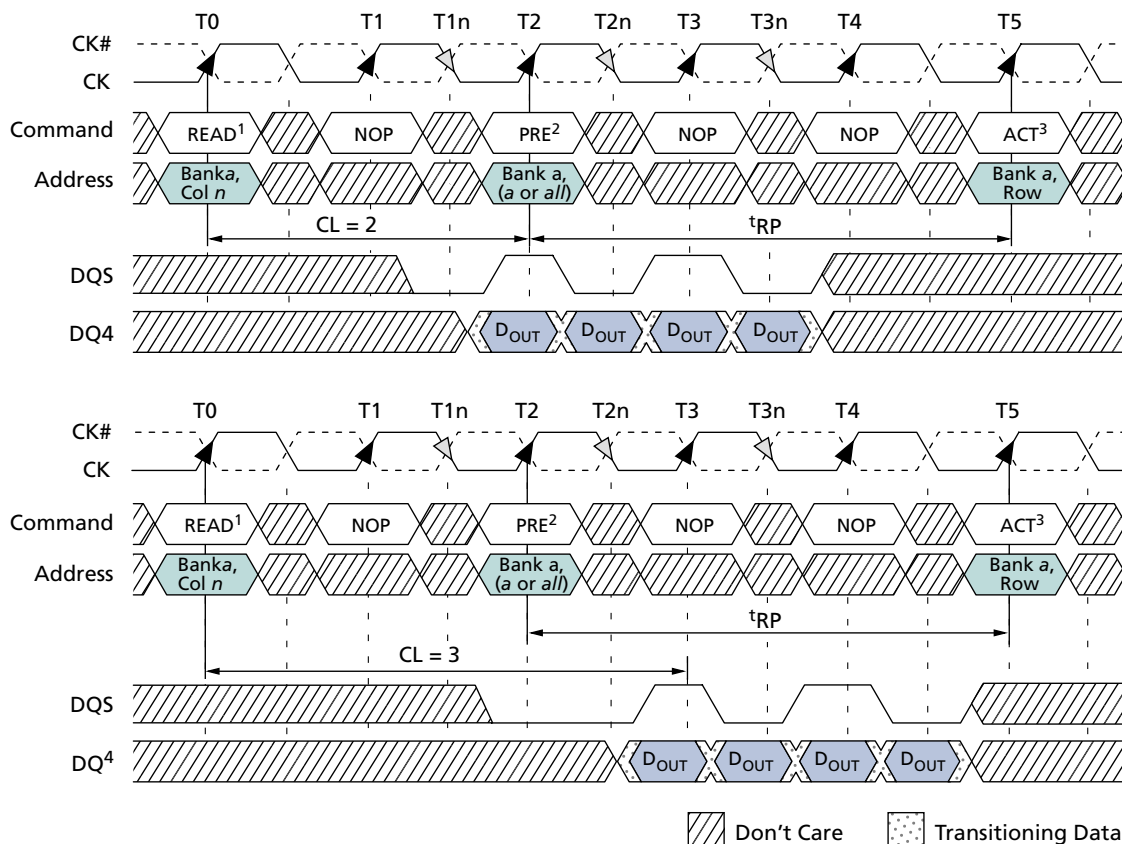 T0 T1 T1n T2 T2n T3 T3n T4 T5
CK#
CK
Command READ¹ NOP PRE² NOP NOP ACT³
Address Banka, Col n Bank a, (a or all) Bank a, Row
CL = 2 tRP
DQS
DQ4 DOUT DOUT DOUT DOUT
T0 T1 T1n T2 T2n T3 T3n T4 T5
CK#
CK
Command READ¹ NOP PRE² NOP NOP ACT³
Address Banka, Col n Bank a, (a or all) Bank a, Row
tRP
CL = 3
DQS
DQ⁴ DOUT DOUT DOUT DOUT
Don't Care Transitioning Data